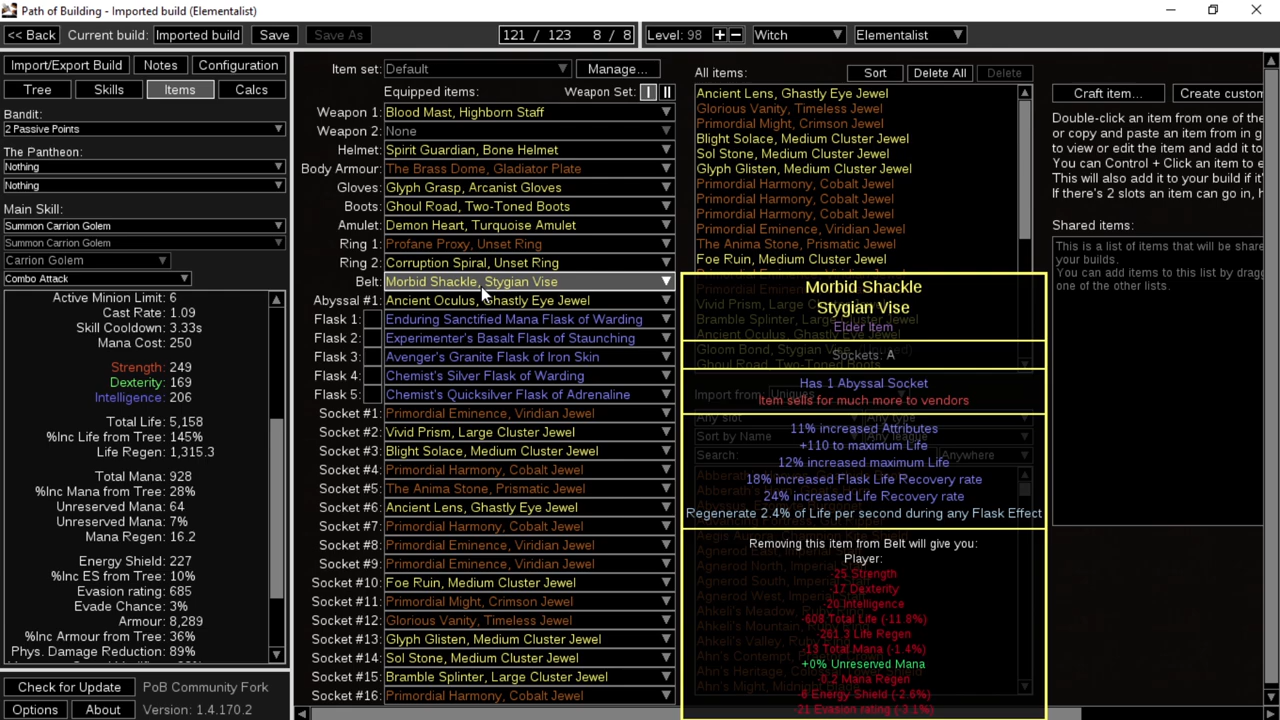 Path of Building - Imported build (Elementalist)
<< Back Current build: Imported build Save Save As 121 / 123 8 / 8 Level: 98 Witch Elementalist
Import/Export Build Notes Configuration
Tree Skills Items Calcs
Bandit:
2 Passive Points
The Pantheon:
Nothing
Nothing
Main Skill:
Summon Carrion Golem
Summon Carrion Golem
Carrion Golem
Combo Attack
Active Minion Limit: 6
Cast Rate: 1.09
Skill Cooldown: 3.33s
Mana Cost: 250
Strength: 249
Dexterity: 169
Intelligence: 206
Total Life: 5,158
%Inc Life from Tree: 145%
Life Regen: 1,115.3
Total Mana: 928
%Inc Mana from Tree: 28%
Unreserved Mana: 64
Unreserved Mana: 7%
Mana Regen: 16.2
Energy Shield: 227
%Inc ES from Tree: 10%
Evasion rating: 685
Evade Chance: 3%
Armour: 8,289
%Inc Armour from Tree: 36%
Phys. Damage Reduction: 89%
Check for Update PoB Community Fork
Options About Version: 1.4.170.2
Item set: Default Manage...
Equipped items: Weapon Set: I II
Weapon 1: Blood Mast, Highborn Staff
Weapon 2: None
Helmet: Spirit Guardian, Bone Helmet
Body Armour: The Brass Dome, Gladiator Plate
Gloves: Glyph Grasp, Arcanist Gloves
Boots: Ghoul Road, Two-Toned Boots
Amulet: Demon Heart, Turquoise Amulet
Ring 1: Profane Proxy, Unset Ring
Ring 2: Corruption Spiral, Unset Ring
Belt: Morbid Shackle, Stygian Vise
Abyssal #1: Ancient Oculus, Ghastly Eye Jewel
Flask 1: Enduring Sanctified Mana Flask of Warding
Flask 2: Experimenter's Basalt Flask of Staunching
Flask 3: Avenger's Granite Flask of Iron Skin
Flask 4: Chemist's Silver Flask of Warding
Flask 5: Chemist's Quicksilver Flask of Adrenaline
Socket #1: Primordial Eminence, Viridian Jewel
Socket #2: Vivid Prism, Large Cluster Jewel
Socket #3: Blight Solace, Medium Cluster Jewel
Socket #4: Primordial Harmony, Cobalt Jewel
Socket #5: The Anima Stone, Prismatic Jewel
Socket #6: Ancient Lens, Ghastly Eye Jewel
Socket #7: Primordial Harmony, Cobalt Jewel
Socket #8: Primordial Eminence, Viridian Jewel
Socket #9: Primordial Eminence, Viridian Jewel
Socket #10: Foe Ruin, Medium Cluster Jewel
Socket #11: Primordial Might, Crimson Jewel
Socket #12: Glorious Vanity, Timeless Jewel
Socket #13: Glyph Glisten, Medium Cluster Jewel
Socket #14: Sol Stone, Medium Cluster Jewel
Socket #15: Bramble Splinter, Large Cluster Jewel
Socket #16: Primordial Harmony, Cobalt Jewel
All items: Sort Delete All Delete
Ancient Lens, Ghastly Eye Jewel
Glorious Vanity, Timeless Jewel
Primordial Might, Crimson Jewel
Blight Solace, Medium Cluster Jewel
Sol Stone, Medium Cluster Jewel
Glyph Glisten, Medium Cluster Jewel
Primordial Harmony, Cobalt Jewel
Primordial Harmony, Cobalt Jewel
Primordial Harmony, Cobalt Jewel
Primordial Eminence, Viridian Jewel
The Anima Stone, Prismatic Jewel
Foe Ruin, Medium Cluster Jewel
Morbid Shackle
Stygian Vise
Elder Item
Sockets: A
Has 1 Abyssal Socket
Item sells for much more to vendors
11% increased Attributes
+110 to maximum Life
12% increased maximum Life
18% increased Flask Life Recovery rate
24% increased Life Recovery rate
Regenerate 2.4% of Life per second during any Flask Effect
Removing this item from Belt will give you:
Player:
-25 Strength
-17 Dexterity
-20 Intelligence
-608 Total Life (-11.8%)
-261.3 Life Regen
-13 Total Mana (-1.4%)
+0% Unreserved Mana
-0.2 Mana Regen
-6 Energy Shield (-2.6%)
-21 Evasion rating (-3.1%)
Craft item... Create custom
Double-click an item from one of the
or copy and paste an item from in g
to view or edit the item and add it to
You can Control + Click an item to e
This will also add it to your build if y
If there's 2 slots an item can go in, h
Shared items:
This is a list of items that will be share
your builds.
You can add items to this list by drag
one of the other lists.